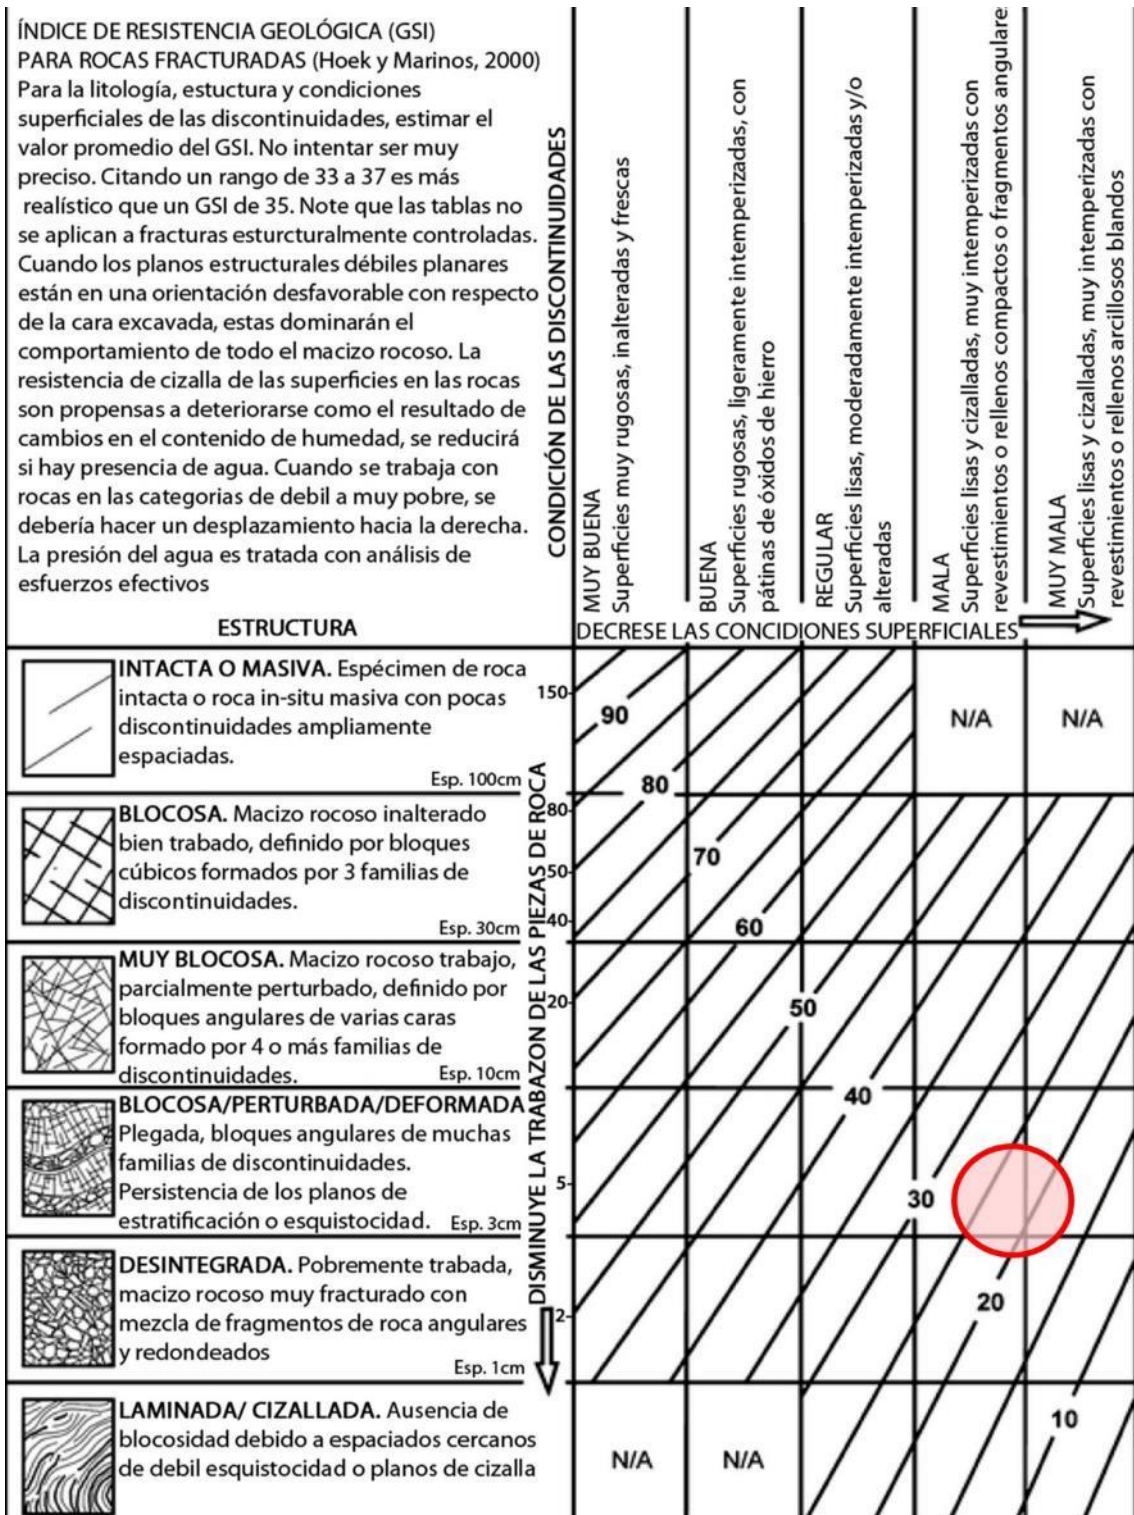 ÍNDICE DE RESISTENCIA GEOLÓGICA (GSI)
PARA ROCAS FRACTURADAS (Hoek y Marinos, 2000)
Para la litología, estuctura y condiciones
superficiales de las discontinuidades, estimar el
valor promedio del GSI. No intentar ser muy
preciso. Citando un rango de 33 a 37 es más
realístico que un GSI de 35. Note que las tablas no
se aplican a fracturas esturcturalmente controladas.
Cuando los planos estructurales débiles planares
están en una orientación desfavorable con respecto
de la cara excavada, estas dominarán el
comportamiento de todo el macizo rocoso. La
resistencia de cizalla de las superficies en las rocas
son propensas a deteriorarse como el resultado de
cambios en el contenido de humedad, se reducirá
si hay presencia de agua. Cuando se trabaja con
rocas en las categorias de debil a muy pobre, se
debería hacer un desplazamiento hacia la derecha.
La presión del agua es tratada con análisis de
esfuerzos efectivos
ESTRUCTURA
CONDICIÓN DE LAS DISCONTINUIDADES
MUY BUENA
Superficies muy rugosas, inalteradas y frescas
BUENA
Superficies rugosas, ligeramente intemperizadas, con
pátinas de óxidos de hierro
REGULAR
Superficies lisas, moderadamente intemperizadas y/o
alteradas
MALA
Superficies lisas y cizalladas, muy intemperizadas con
revestimientos o rellenos compactos o fragmentos angulares
MUY MALA
Superficies lisas y cizalladas, muy intemperizadas con
revestimientos o rellenos arcillosos blandos
DECRESE LAS CONCIDIONES SUPERFICIALES
INTACTA O MASIVA. Espécimen de roca
intacta o roca in-situ masiva con pocas
discontinuidades ampliamente
espaciadas.
Esp. 100cm
BLOCOSA. Macizo rocoso inalterado
bien trabado, definido por bloques
cúbicos formados por 3 familias de
discontinuidades.
Esp. 30cm
MUY BLOCOSA. Macizo rocoso trabajo,
parcialmente perturbado, definido por
bloques angulares de varias caras
formado por 4 o más familias de
discontinuidades.
Esp. 10cm
BLOCOSA/PERTURBADA/DEFORMADA
Plegada, bloques angulares de muchas
familias de discontinuidades.
Persistencia de los planos de
estratificación o esquistocidad.
Esp. 3cm
DESINTEGRADA. Pobremente trabada,
macizo rocoso muy fracturado con
mezcla de fragmentos de roca angulares
y redondeados
Esp. 1cm
LAMINADA/ CIZALLADA. Ausencia de
blocosidad debido a espaciados cercanos
de debil esquistocidad o planos de cizalla
DISMINUYE LA TRABAZON DE LAS PIEZAS DE ROCA
150
80
50
40
20
5
2
90
80
70
60
50
40
30
20
10
N/A
N/A
N/A
N/A